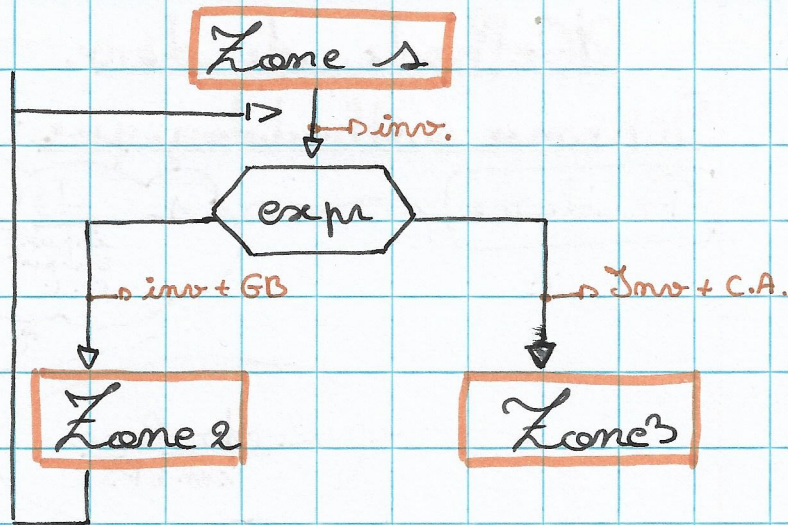 Zone 1
inv.
expr
inv + GB
Inv + C.A.
Zone 2
Zone 3